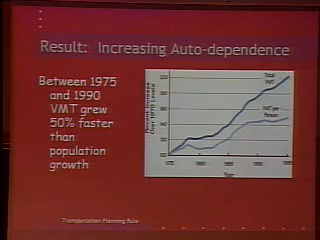 Result: Increasing Auto-dependence
Between 1975
and 1990
VMT grew
50% faster
than
population
growth
Total
VMT
VMT per
Person
Year
Transportation Planning Rule